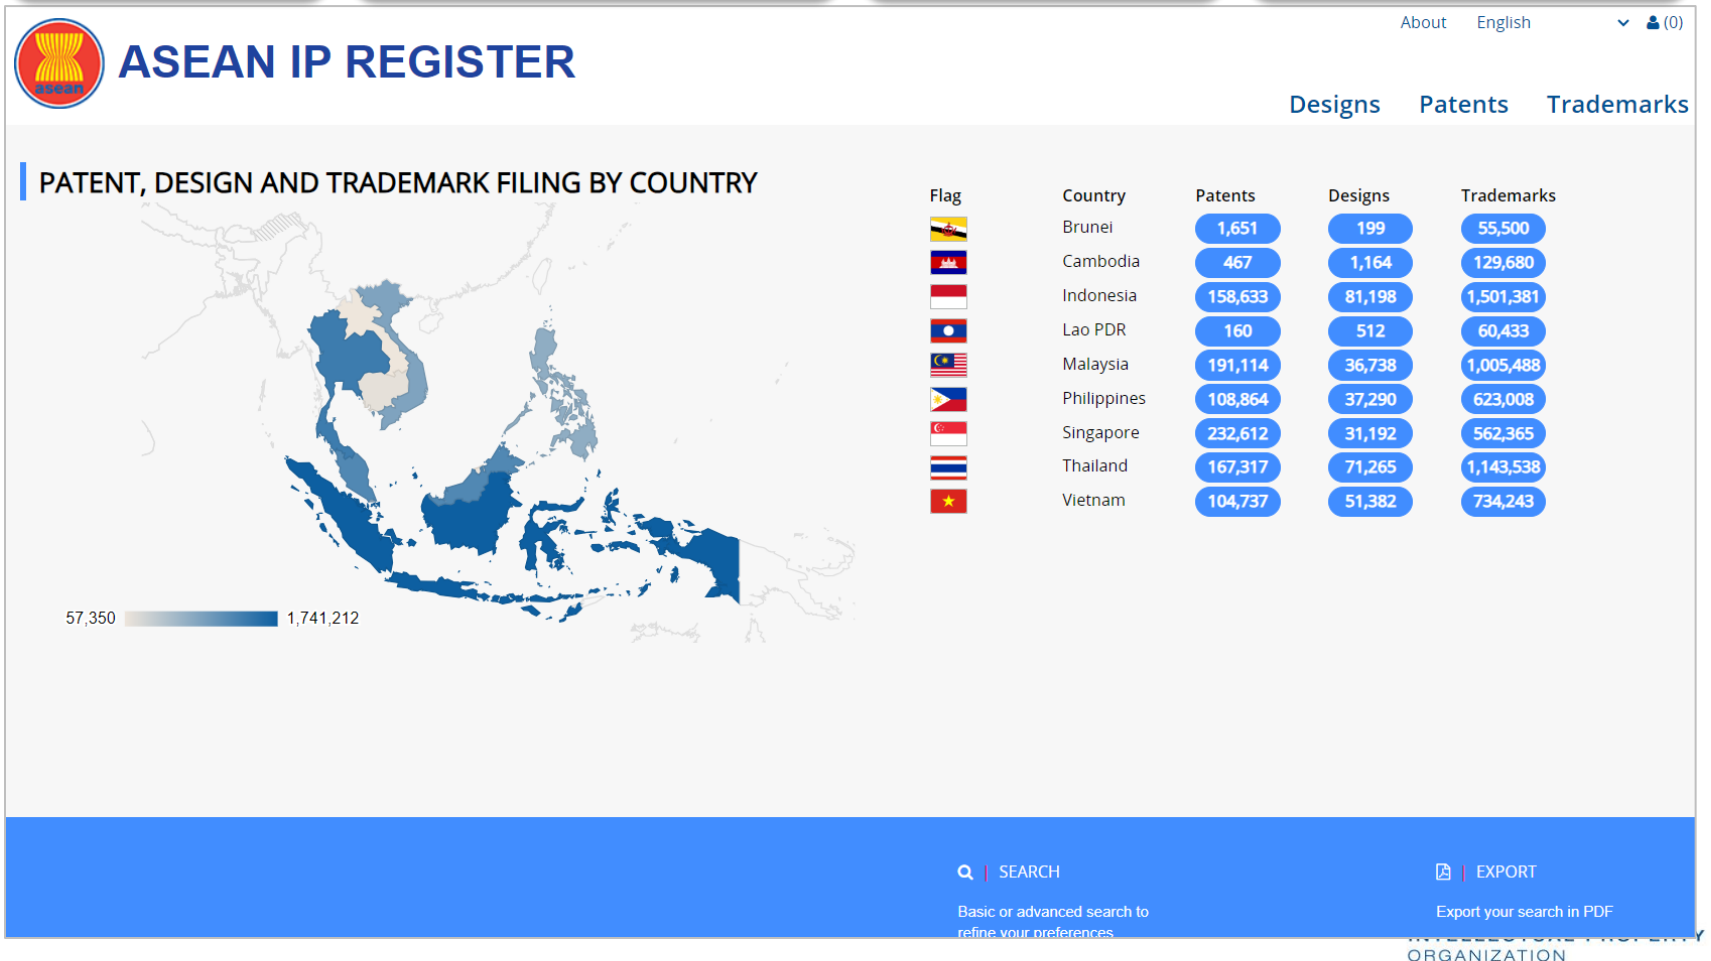 About English (0)
asean
ASEAN IP REGISTER
Designs Patents Trademarks
PATENT, DESIGN AND TRADEMARK FILING BY COUNTRY
57,350 1,741,212
Flag Country Patents Designs Trademarks
Brunei 1,651 199 55,500
Cambodia 467 1,164 129,680
Indonesia 158,633 81,198 1,501,381
Lao PDR 160 512 60,433
Malaysia 191,114 36,738 1,005,488
Philippines 108,864 37,290 623,008
Singapore 232,612 31,192 562,365
Thailand 167,317 71,265 1,143,538
Vietnam 104,737 51,382 734,243
| SEARCH
Basic or advanced search to
refine your preferences
| EXPORT
Export your search in PDF
INTELLECTUAL PROPERTY
ORGANIZATION